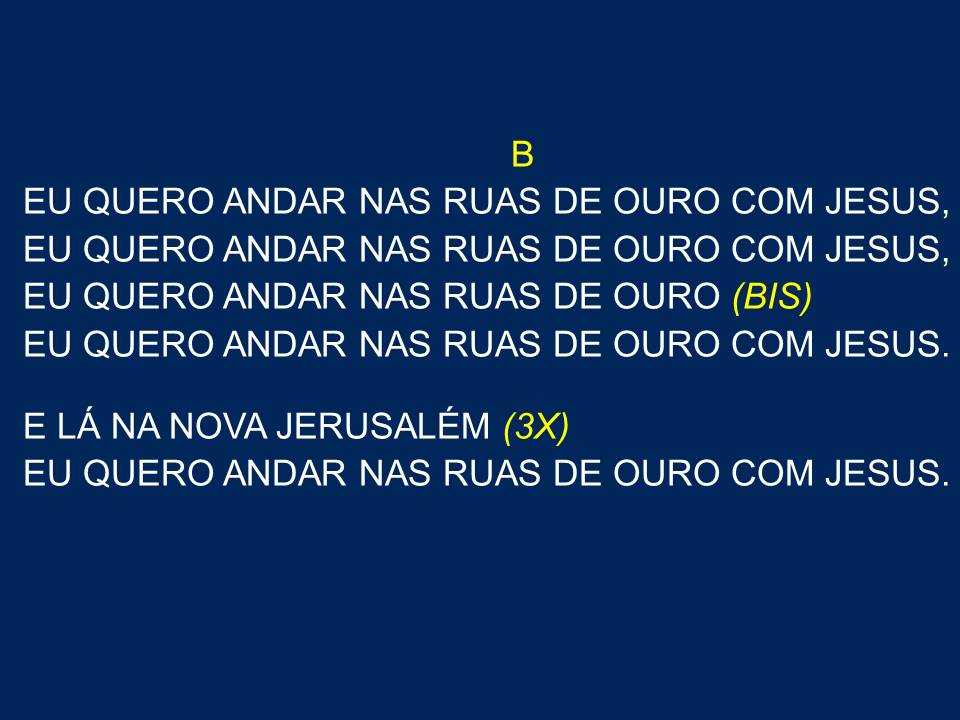 B
EU QUERO ANDAR NAS RUAS DE OURO COM JESUS,
EU QUERO ANDAR NAS RUAS DE OURO COM JESUS,
EU QUERO ANDAR NAS RUAS DE OURO (BIS)
EU QUERO ANDAR NAS RUAS DE OURO COM JESUS.
E LÁ NA NOVA JERUSALÉM (3X)
EU QUERO ANDAR NAS RUAS DE OURO COM JESUS.